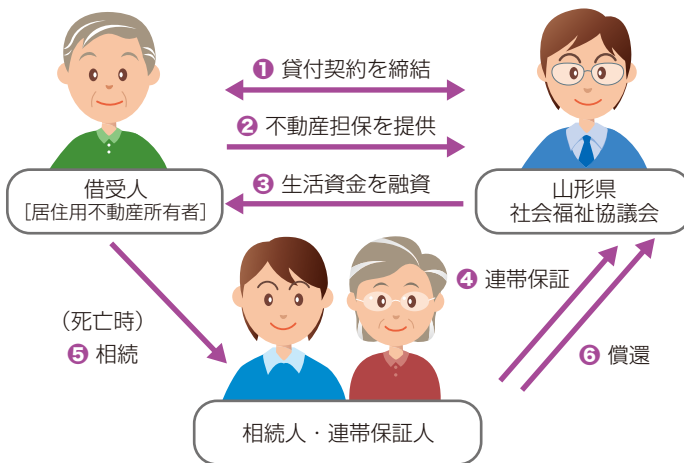 ❶ 貸付契約を締結
❷ 不動産担保を提供
❸ 生活資金を融資
借受人
［居住用不動産所有者］
山形県
社会福祉協議会
❹ 連帯保証
（死亡時）
❺ 相続
❻ 償還
相続人・連帯保証人